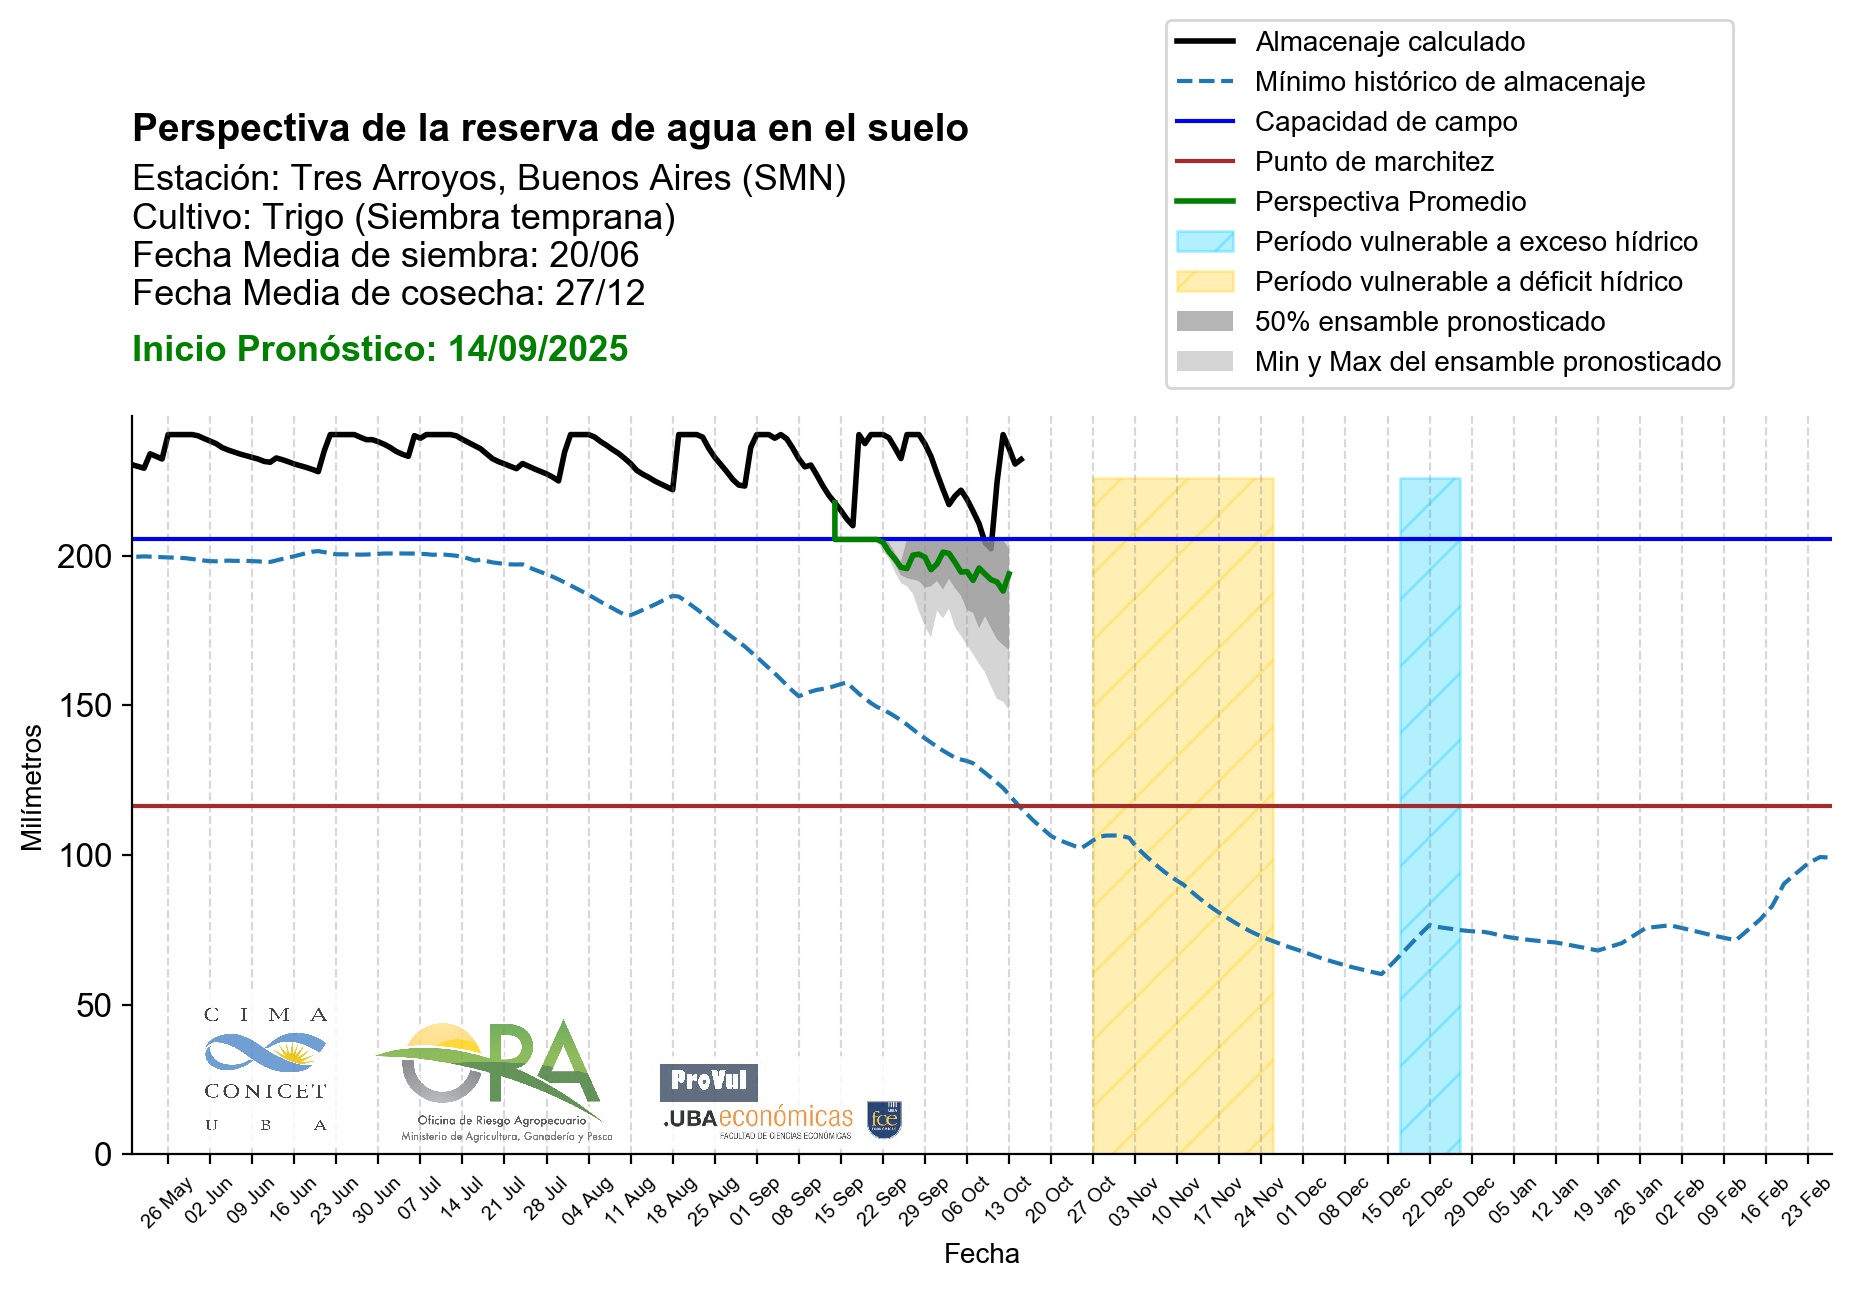 Almacenaje calculado
Mínimo histórico de almacenaje
Capacidad de campo
Punto de marchitez
Perspectiva Promedio
Período vulnerable a exceso hídrico
Período vulnerable a déficit hídrico
50% ensamble pronosticado
Min y Max del ensamble pronosticado
Perspectiva de la reserva de agua en el suelo
Estación: Tres Arroyos, Buenos Aires (SMN)
Cultivo: Trigo (Siembra temprana)
Fecha Media de siembra: 20/06
Fecha Media de cosecha: 27/12
Inicio Pronóstico: 14/09/2025
Milímetros
200
150
100
50
0
C I M A
CONICET
U B A
ORA
Oficina de Riesgo Agropecuario
Ministerio de Agricultura, Ganadería y Pesca
ProVul
.UBAeconómicas
FACULTAD DE CIENCIAS ECONÓMICAS
fce
26 May
02 Jun
09 Jun
16 Jun
23 Jun
30 Jun
07 Jul
14 Jul
21 Jul
28 Jul
04 Aug
11 Aug
18 Aug
25 Aug
01 Sep
08 Sep
15 Sep
22 Sep
29 Sep
06 Oct
13 Oct
20 Oct
27 Oct
03 Nov
10 Nov
17 Nov
24 Nov
01 Dec
08 Dec
15 Dec
22 Dec
29 Dec
05 Jan
12 Jan
19 Jan
26 Jan
02 Feb
09 Feb
16 Feb
23 Feb
Fecha